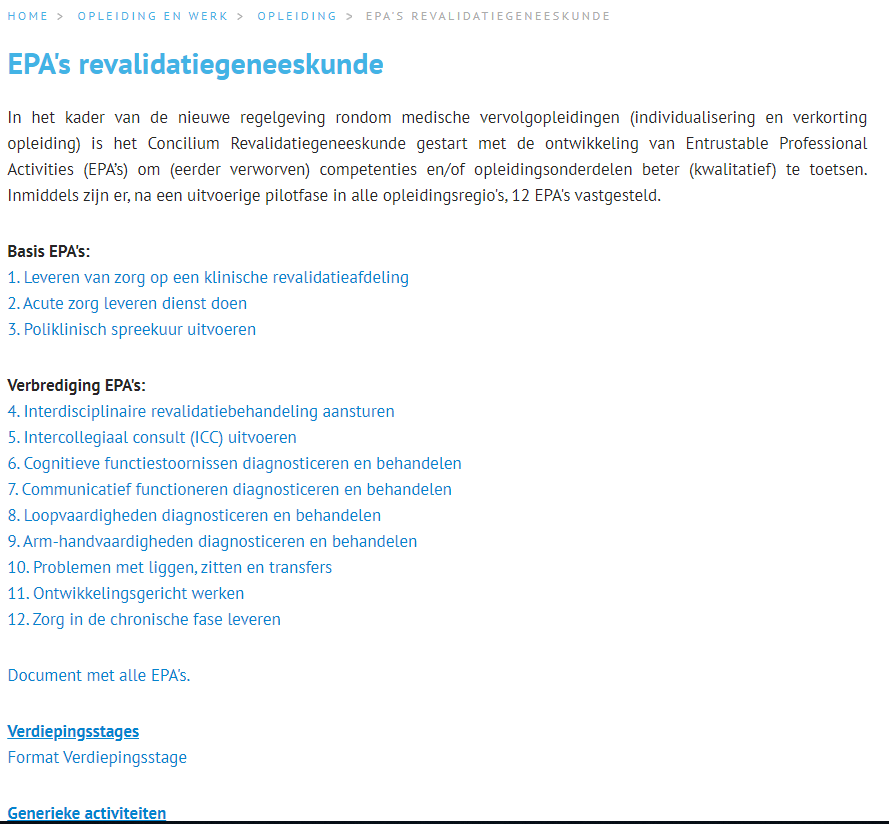 HOME > OPLEIDING EN WERK > OPLEIDING > EPA'S REVALIDATIEGENEESKUNDE
EPA's revalidatiegeneeskunde
In het kader van de nieuwe regelgeving rondom medische vervolgopleidingen (individualisering en verkorting
opleiding) is het Concilium Revalidatiegeneeskunde gestart met de ontwikkeling van Entrustable Professional
Activities (EPA's) om (eerder verworven) competenties en/of opleidingsonderdelen beter (kwalitatief) te toetsen.
Inmiddels zijn er, na een uitvoerige pilotfase in alle opleidingsregio's, 12 EPA's vastgesteld.
Basis EPA's:
1. Leveren van zorg op een klinische revalidatieafdeling
2. Acute zorg leveren dienst doen
3. Poliklinisch spreekuur uitvoeren
Verbrediging EPA's:
4. Interdisciplinaire revalidatiebehandeling aansturen
5. Intercollegiaal consult (ICC) uitvoeren
6. Cognitieve functiestoornissen diagnosticeren en behandelen
7. Communicatief functioneren diagnosticeren en behandelen
8. Loopvaardigheden diagnosticeren en behandelen
9. Arm-handvaardigheden diagnosticeren en behandelen
10. Problemen met liggen, zitten en transfers
11. Ontwikkelingsgericht werken
12. Zorg in de chronische fase leveren
Document met alle EPA's.
Verdiepingsstages
Format Verdiepingsstage
Generieke activiteiten